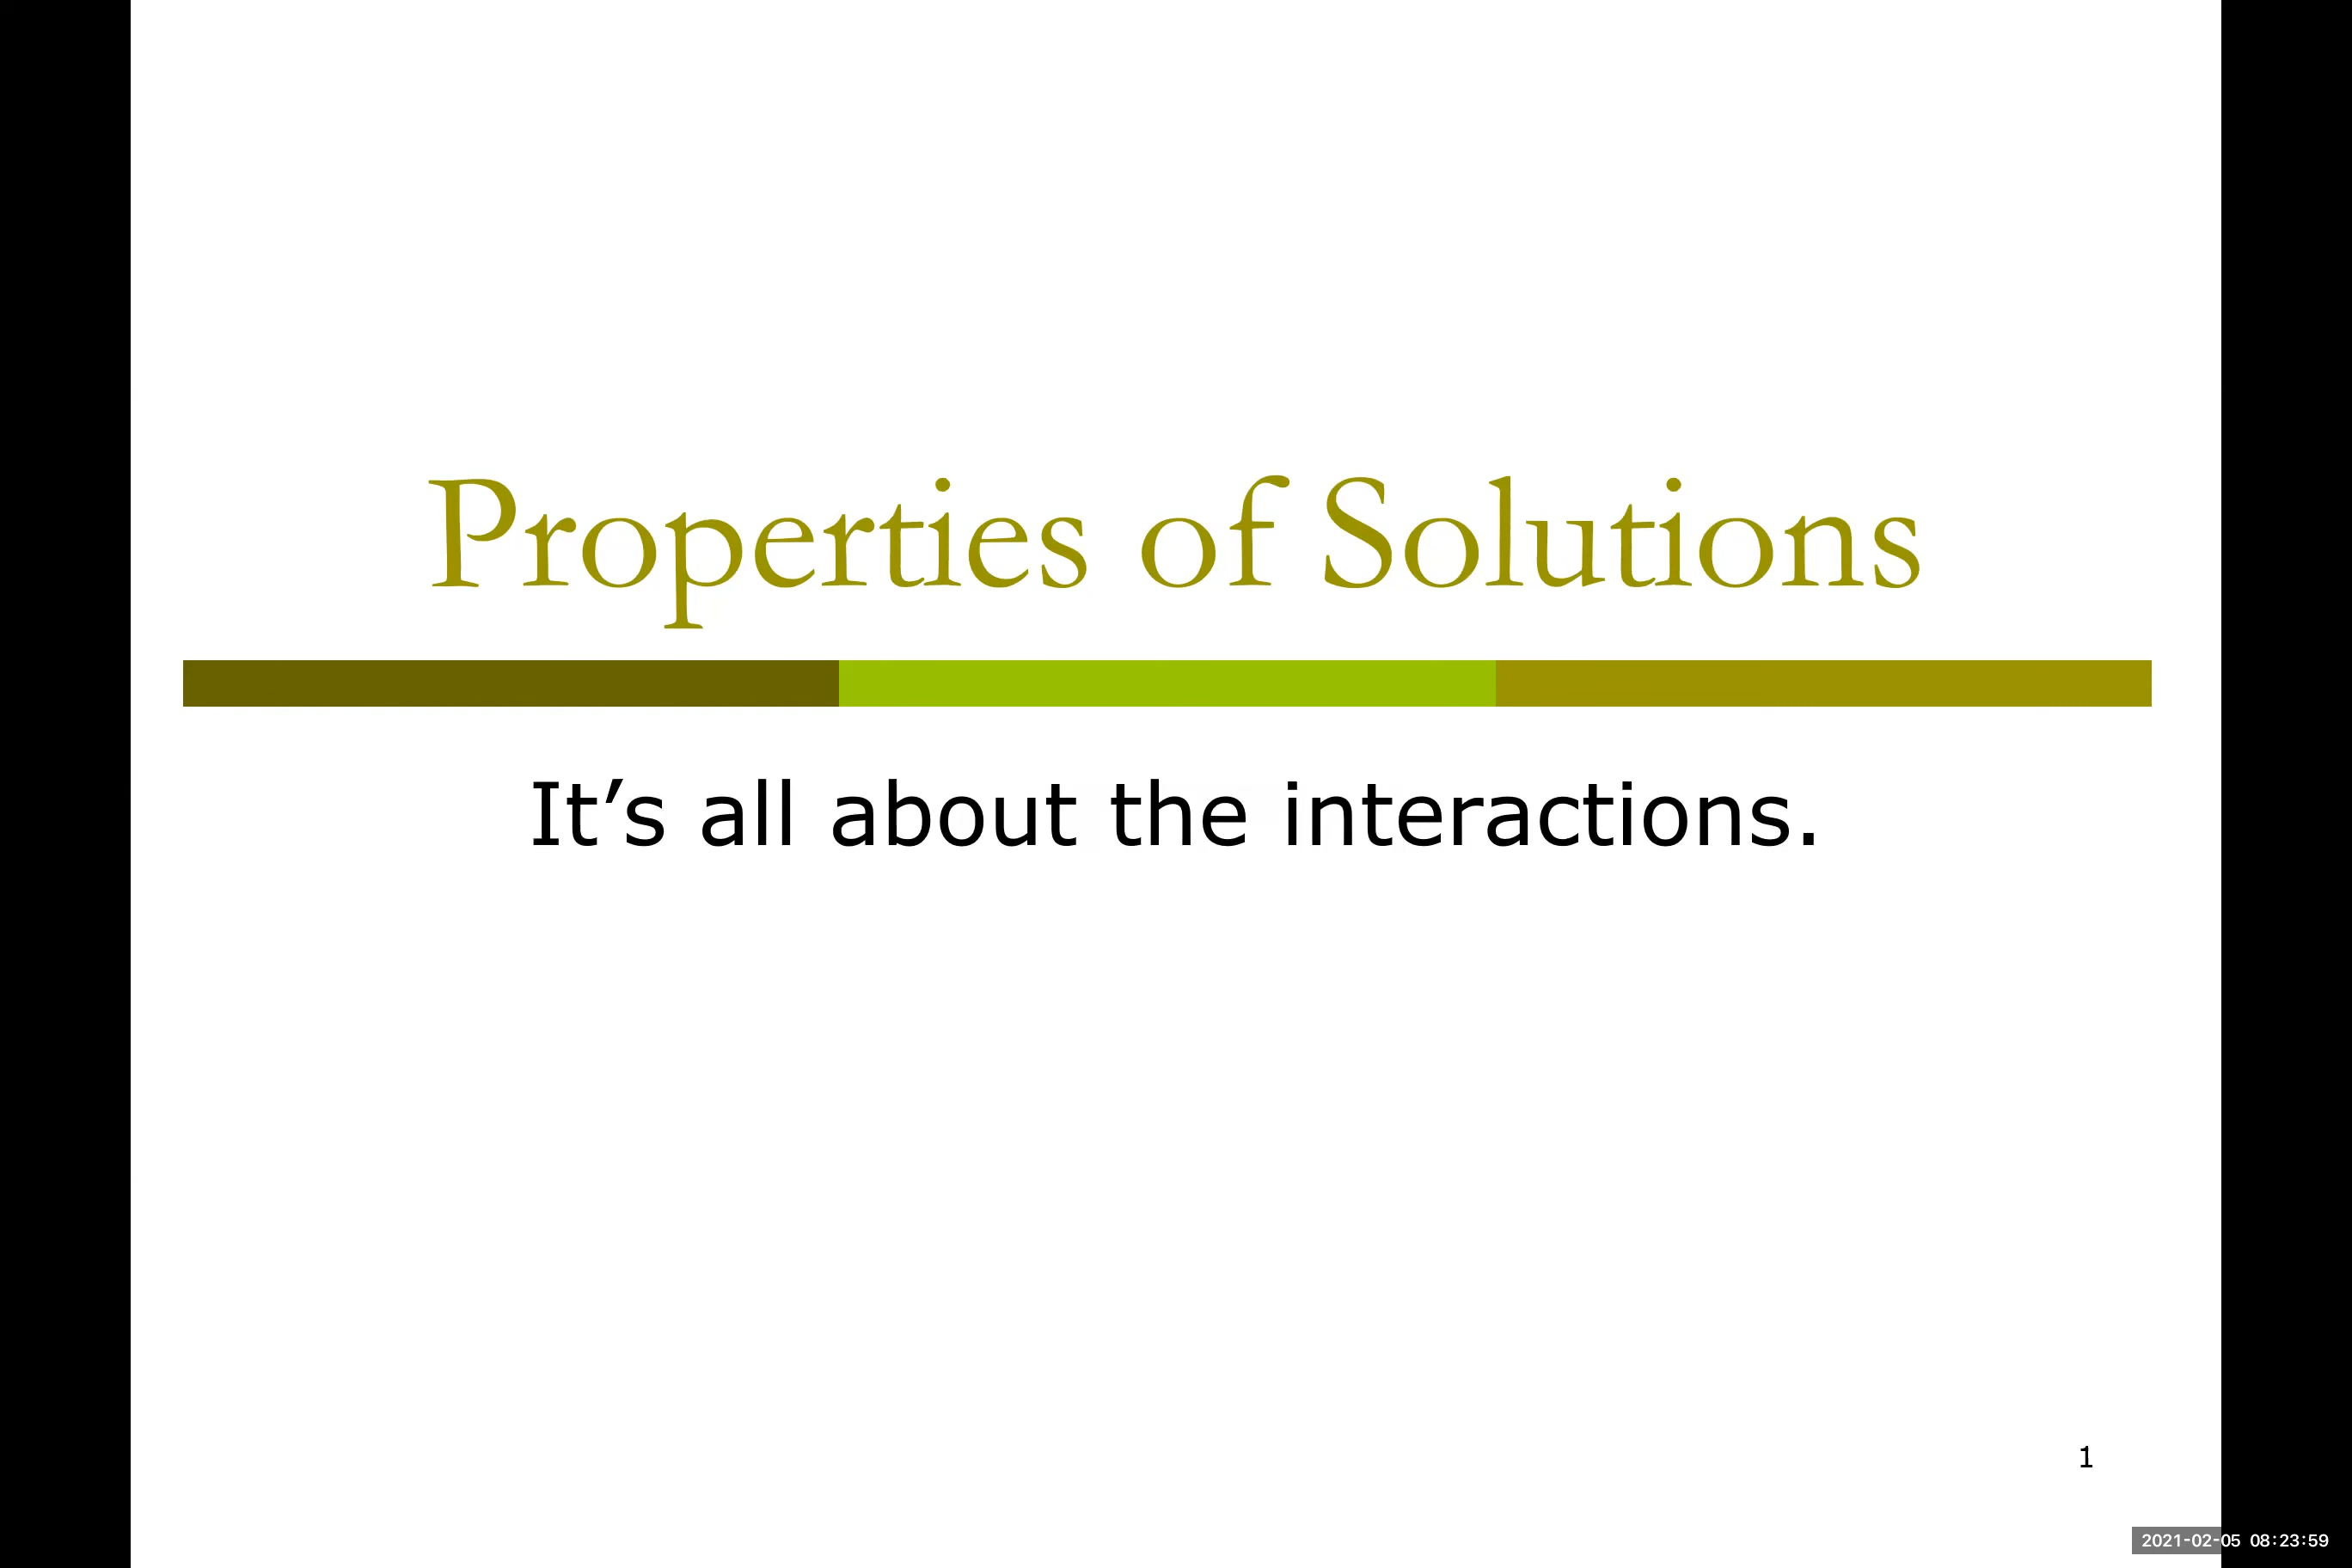 Properties of Solutions
It’s all about the interactions.
1
2021-02-05 08:23:59